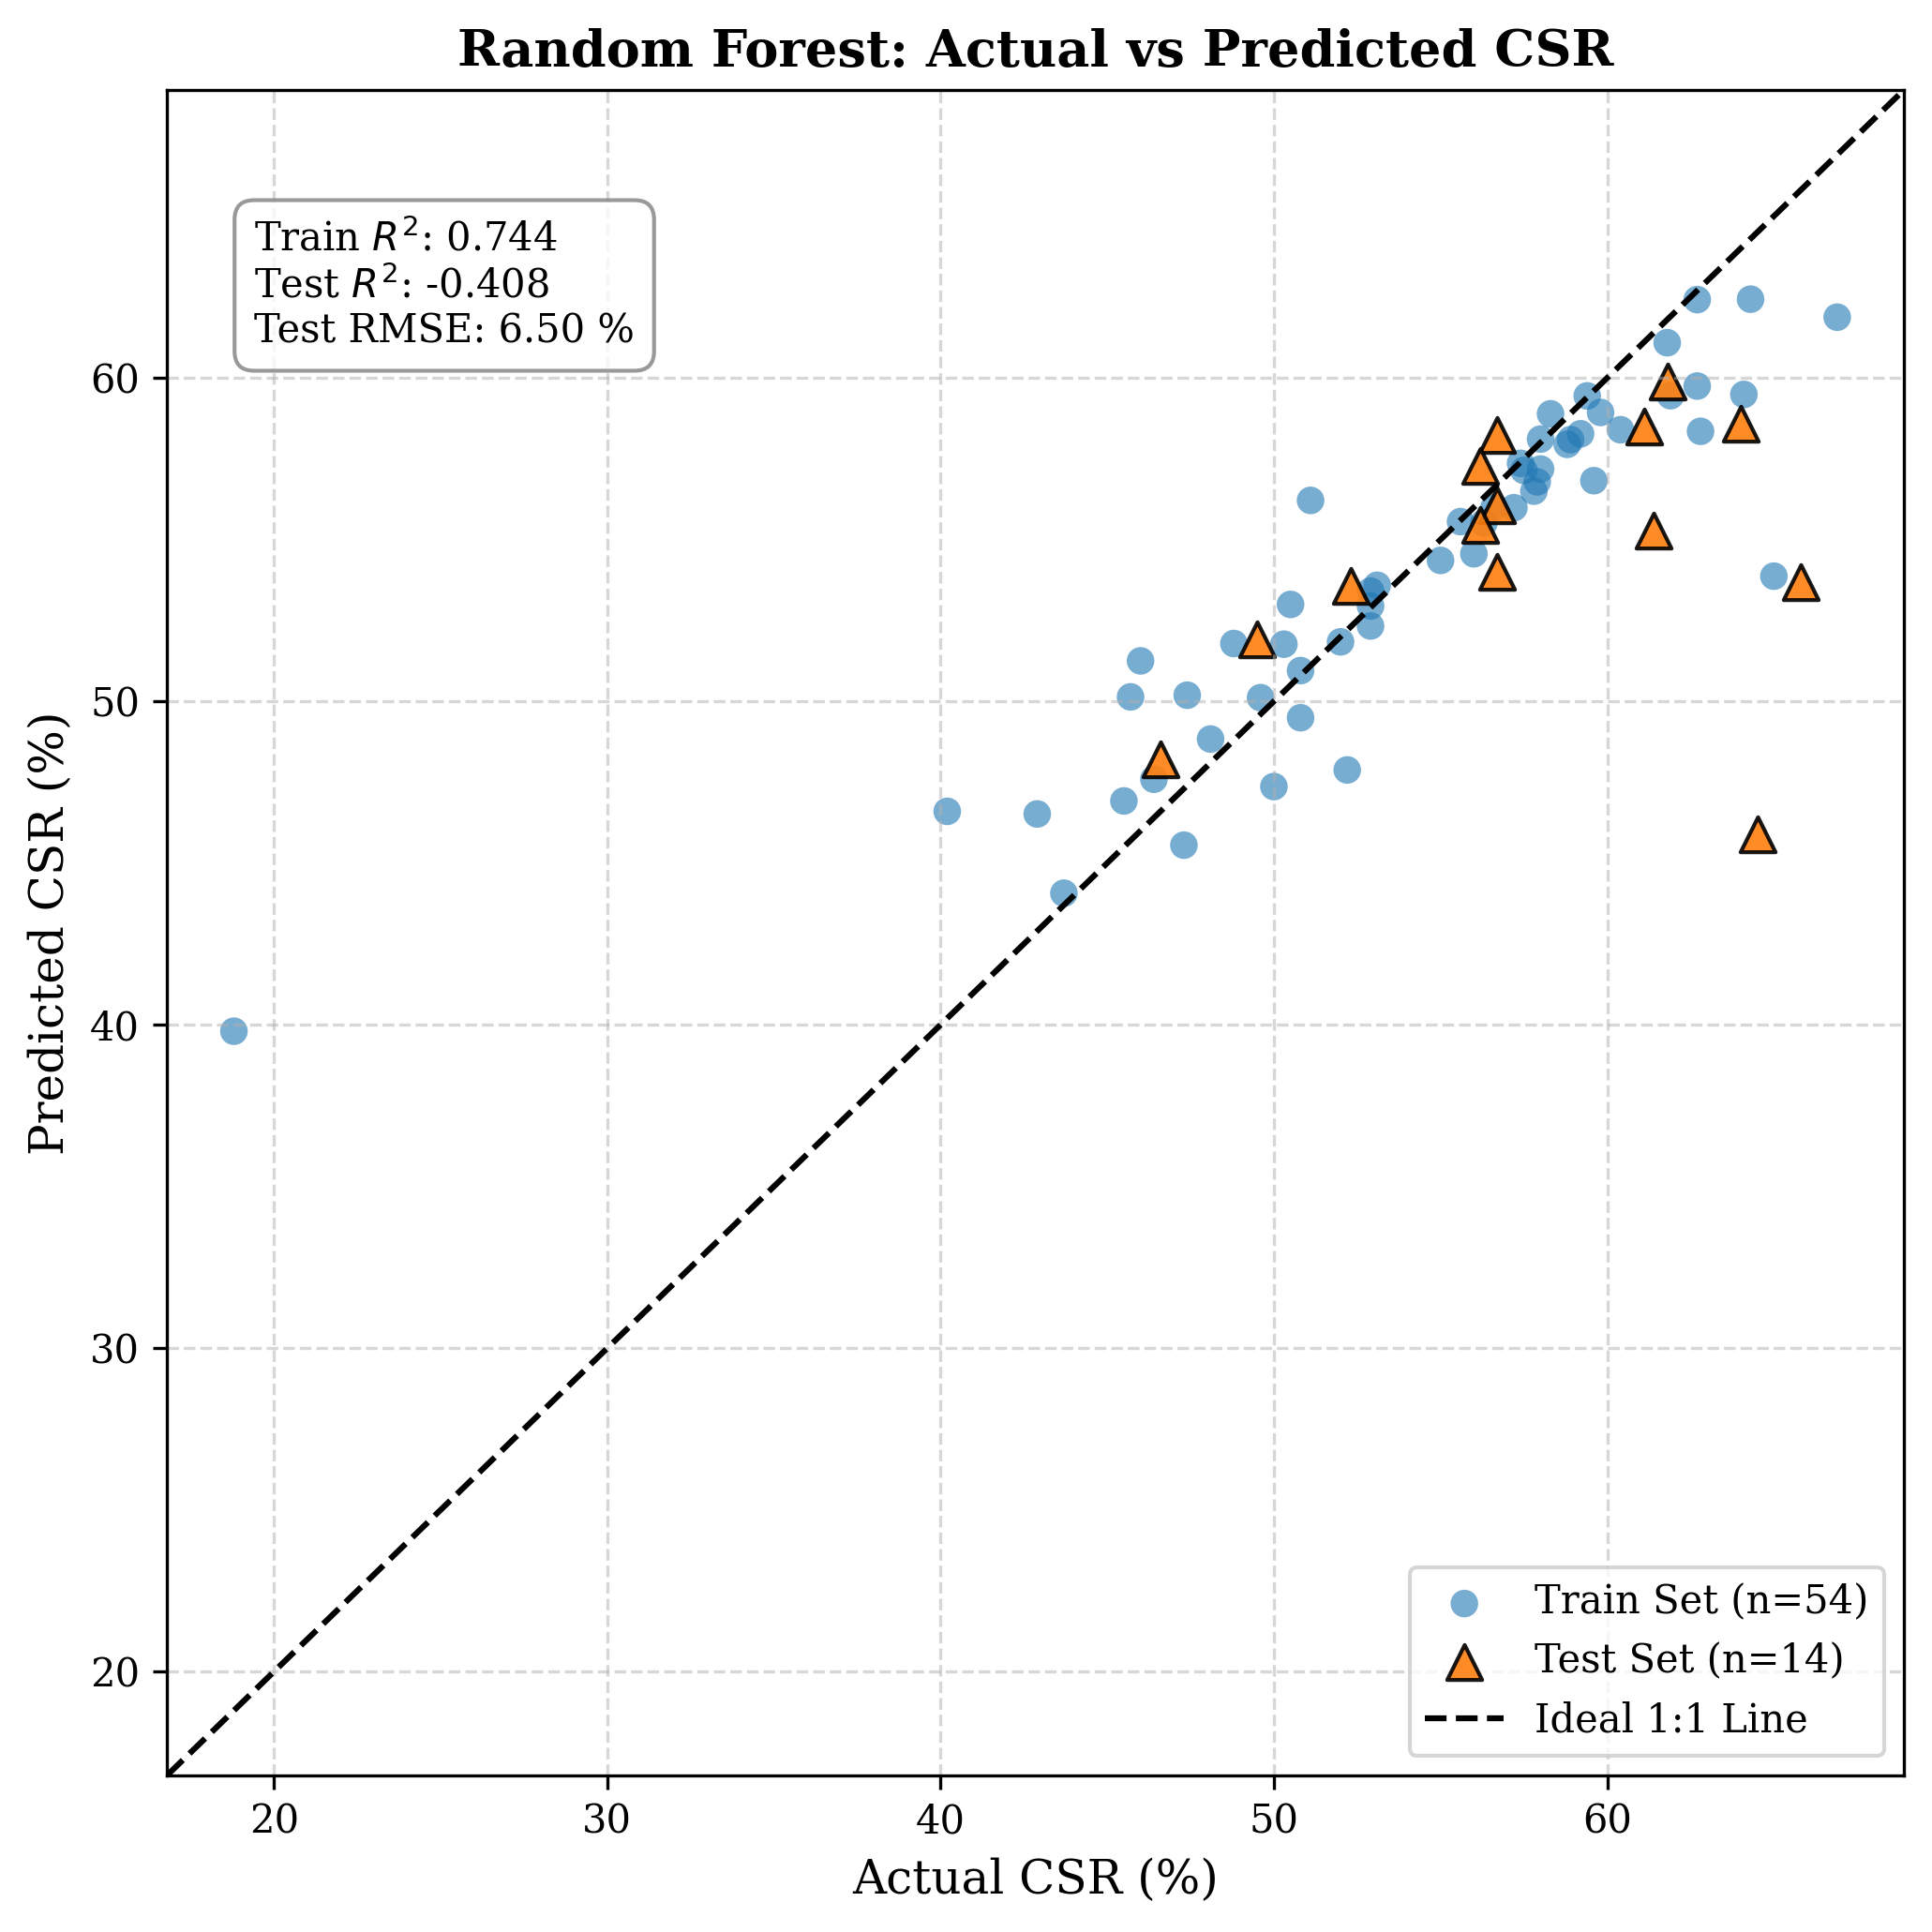 Random Forest: Actual vs Predicted CSR
Train R²: 0.744
Test R²: -0.408
Test RMSE: 6.50 %
Predicted CSR (%)
60
50
40
30
20
Train Set (n=54)
Test Set (n=14)
Ideal 1:1 Line
20 30 40 50 60
Actual CSR (%)